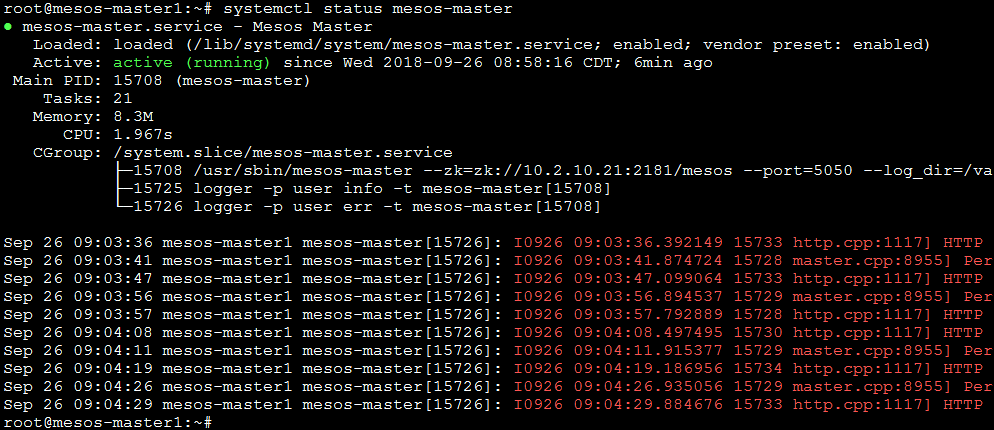 root@mesos-master1:~# systemctl status mesos-master
● mesos-master.service - Mesos Master
   Loaded: loaded (/lib/systemd/system/mesos-master.service; enabled; vendor preset: enabled)
   Active: active (running) since Wed 2018-09-26 08:58:16 CDT; 6min ago
 Main PID: 15708 (mesos-master)
    Tasks: 21
   Memory: 8.3M
      CPU: 1.967s
   CGroup: /system.slice/mesos-master.service
           ├─15708 /usr/sbin/mesos-master --zk=zk://10.2.10.21:2181/mesos --port=5050 --log_dir=/va
           ├─15725 logger -p user info -t mesos-master[15708]
           └─15726 logger -p user err -t mesos-master[15708]

Sep 26 09:03:36 mesos-master1 mesos-master[15726]: I0926 09:03:36.392149 15733 http.cpp:1117] HTTP
Sep 26 09:03:41 mesos-master1 mesos-master[15726]: I0926 09:03:41.874724 15728 master.cpp:8955] Per
Sep 26 09:03:47 mesos-master1 mesos-master[15726]: I0926 09:03:47.099064 15733 http.cpp:1117] HTTP
Sep 26 09:03:56 mesos-master1 mesos-master[15726]: I0926 09:03:56.894537 15729 master.cpp:8955] Per
Sep 26 09:03:57 mesos-master1 mesos-master[15726]: I0926 09:03:57.792889 15728 http.cpp:1117] HTTP
Sep 26 09:04:08 mesos-master1 mesos-master[15726]: I0926 09:04:08.497495 15730 http.cpp:1117] HTTP
Sep 26 09:04:11 mesos-master1 mesos-master[15726]: I0926 09:04:11.915377 15729 master.cpp:8955] Per
Sep 26 09:04:19 mesos-master1 mesos-master[15726]: I0926 09:04:19.186956 15734 http.cpp:1117] HTTP
Sep 26 09:04:26 mesos-master1 mesos-master[15726]: I0926 09:04:26.935056 15729 master.cpp:8955] Per
Sep 26 09:04:29 mesos-master1 mesos-master[15726]: I0926 09:04:29.884676 15733 http.cpp:1117] HTTP
root@mesos-master1:~#